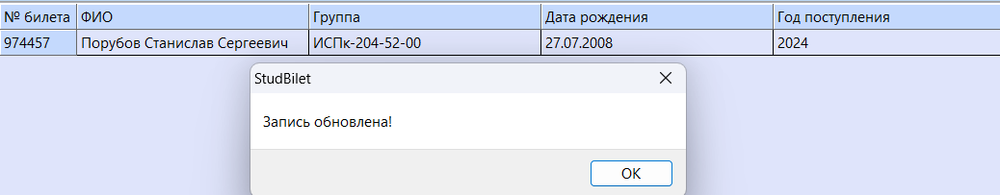 № билета ФИО Группа Дата рождения Год поступления
974457 Порубов Станислав Сергеевич ИСПк-204-52-00 27.07.2008 2024
StudBilet
Запись обновлена!
OK